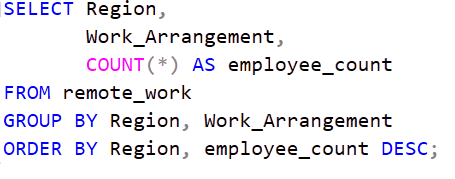 SELECT Region,
Work_Arrangement,
COUNT(*) AS employee_count
FROM remote_work
GROUP BY Region, Work_Arrangement
ORDER BY Region, employee_count DESC;